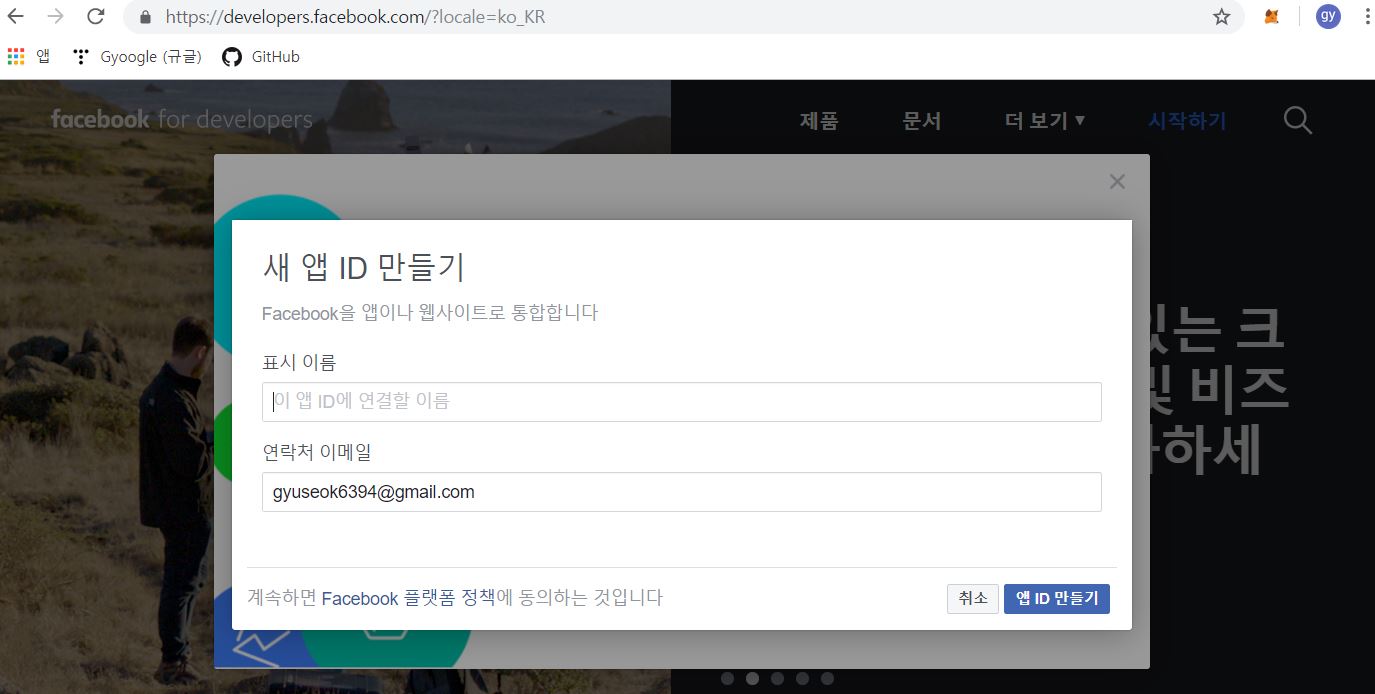 https://developers.facebook.com/?locale=ko_KR
gy
앱
Gyoogle (규글)
GitHub
facebook for developers
제품
문서
더 보기 ▼
시작하기
새 앱 ID 만들기
Facebook을 앱이나 웹사이트로 통합합니다
표시 이름
이 앱 ID에 연결할 이름
연락처 이메일
gyuseok6394@gmail.com
계속하면 Facebook 플랫폼 정책에 동의하는 것입니다
취소
앱 ID 만들기
있는 크
및 비즈
하세